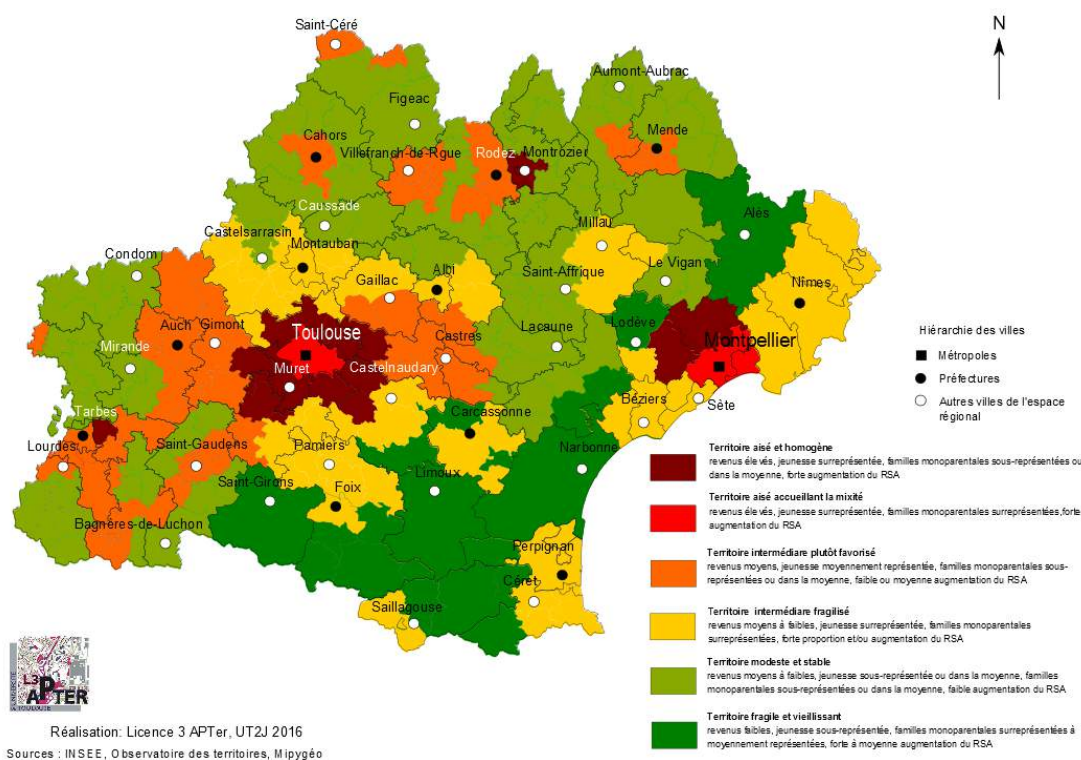 Saint-Céré
N
Aumont-Aubrac
Figeac
Cahors
Mende
Villefranch-de-Rgue
Rodez
Montrozier
Caussade
Alès
Castelsarrasin
Millau
Montauban
Condom
Gaillac
Albi
Saint-Affrique
Le Vigan
Nîmes
Auch
Gimont
Toulouse
Castres
Lacaune
Lodève
Montpellier
Mirande
Muret
Castelnaudary
Tarbes
Carcassonne
Béziers
Sète
Lourdes
Saint-Gaudens
Pamiers
Narbonne
Saint-Girons
Limoux
Foix
Bagnères-de-Luchon
Perpignan
Céret
Saillagouse
Hiérarchie des villes
Métropoles
Préfectures
Autres villes de l'espace
régional
Territoire aisé et homogène
revenus élevés, jeunesse surreprésentée, familles monoparentales sous-représentées ou
dans la moyenne, forte augmentation du RSA
Territoire aisé accueillant la mixité
revenus élevés, jeunesse surreprésentée, familles monoparentales surreprésentées,forte
augmentation du RSA
Territoire intermédiare plutôt favorisé
revenus moyens, jeunesse moyennement représentée, familles monoparentales sous-
représentées ou dans la moyenne, faible ou moyenne augmentation du RSA
Territoire intermédiare fragilisé
revenus moyens à faibles, jeunesse surreprésentée, familles monoparentales
surreprésentées, forte proportion et/ou augmentation du RSA
Territoire modeste et stable
revenus moyens à faibles, jeunesse sous-représentée ou dans la moyenne, familles
monoparentales sous-représentées ou dans la moyenne, faible augmentation du RSA
Territoire fragile et vieillissant
revenus faibles, jeunesse sous-représentée, familles monoparentales surreprésentées à
moyennement représentées, forte à moyenne augmentation du RSA
L3
APTER
Réalisation: Licence 3 APTer, UT2J 2016
Sources : INSEE, Observatoire des territoires, Mipygéo